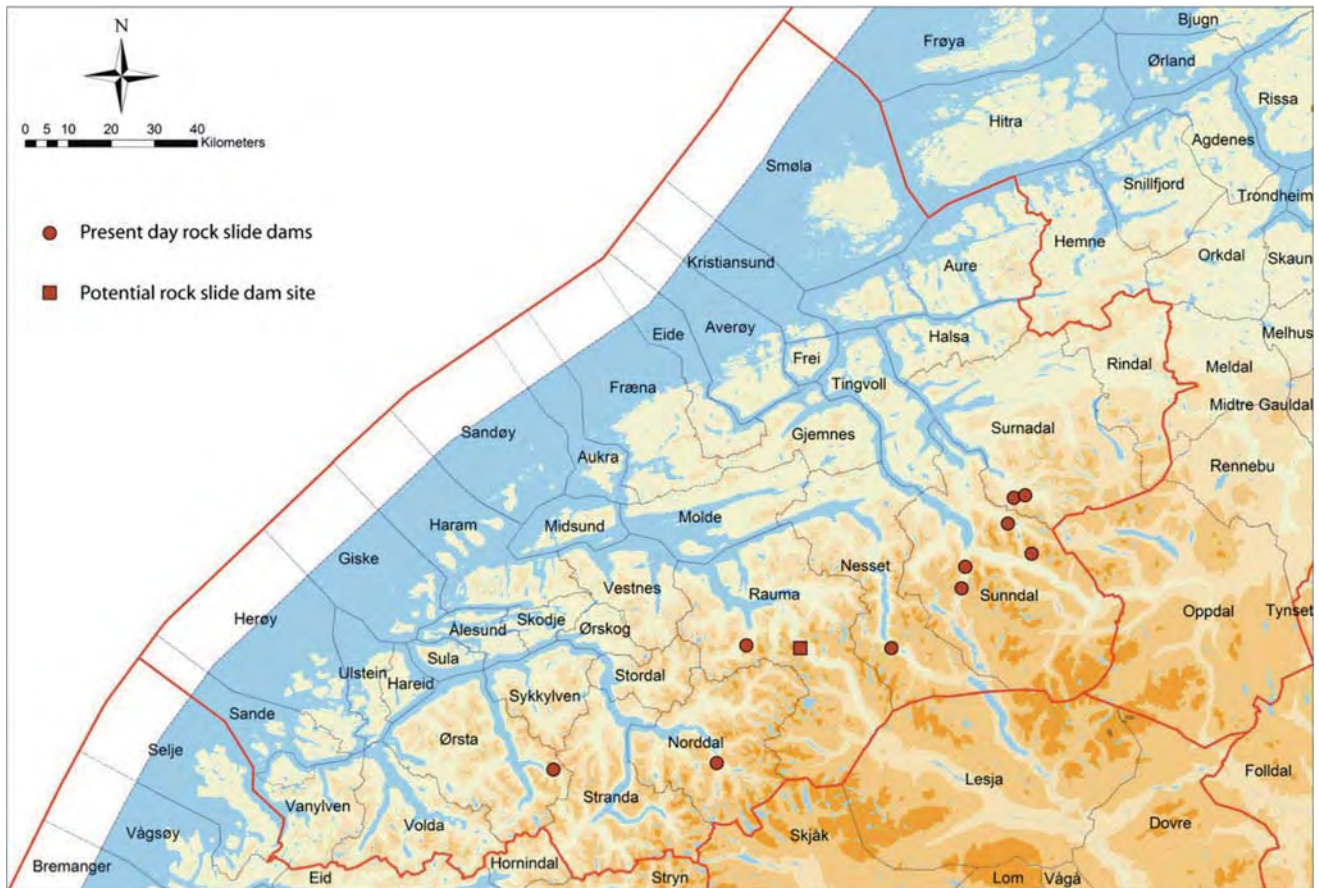 N
0 5 10 20 30 40
Kilometers
Present day rock slide dams
Potential rock slide dam site
Bjugn
Frøya
Ørland
Rissa
Hitra
Agdenes
Smøla
Snillfjord
Trondheim
Hemne
Orkdal
Skaun
Kristiansund
Aure
Eide
Averøy
Halsa
Melhus
Frei
Rindal
Meldal
Fræna
Tingvoll
Midtre Gauldal
Sandøy
Gjemnes
Surnadal
Aukra
Rennebu
Haram
Midsund
Molde
Giske
Nesset
Vestnes
Rauma
Sunndal
Oppdal
Tynset
Herøy
Skodje
Ålesund
Ørskog
Sula
Ulstein
Stordal
Hareid
Sykkylven
Sande
Ørsta
Norddal
Selje
Folldal
Lesja
Stranda
Vanylven
Dovre
Volda
Vågsøy
Skjåk
Bremanger
Hornindal
Eid
Stryn
Lom
Vågå